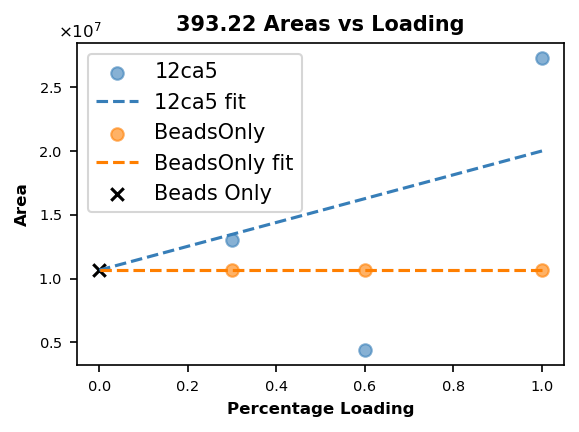 393.22 Areas vs Loading
×10⁷
12ca5
12ca5 fit
BeadsOnly
BeadsOnly fit
Beads Only
2.5
2.0
1.5
1.0
0.5
Area
0.0 0.2 0.4 0.6 0.8 1.0
Percentage Loading